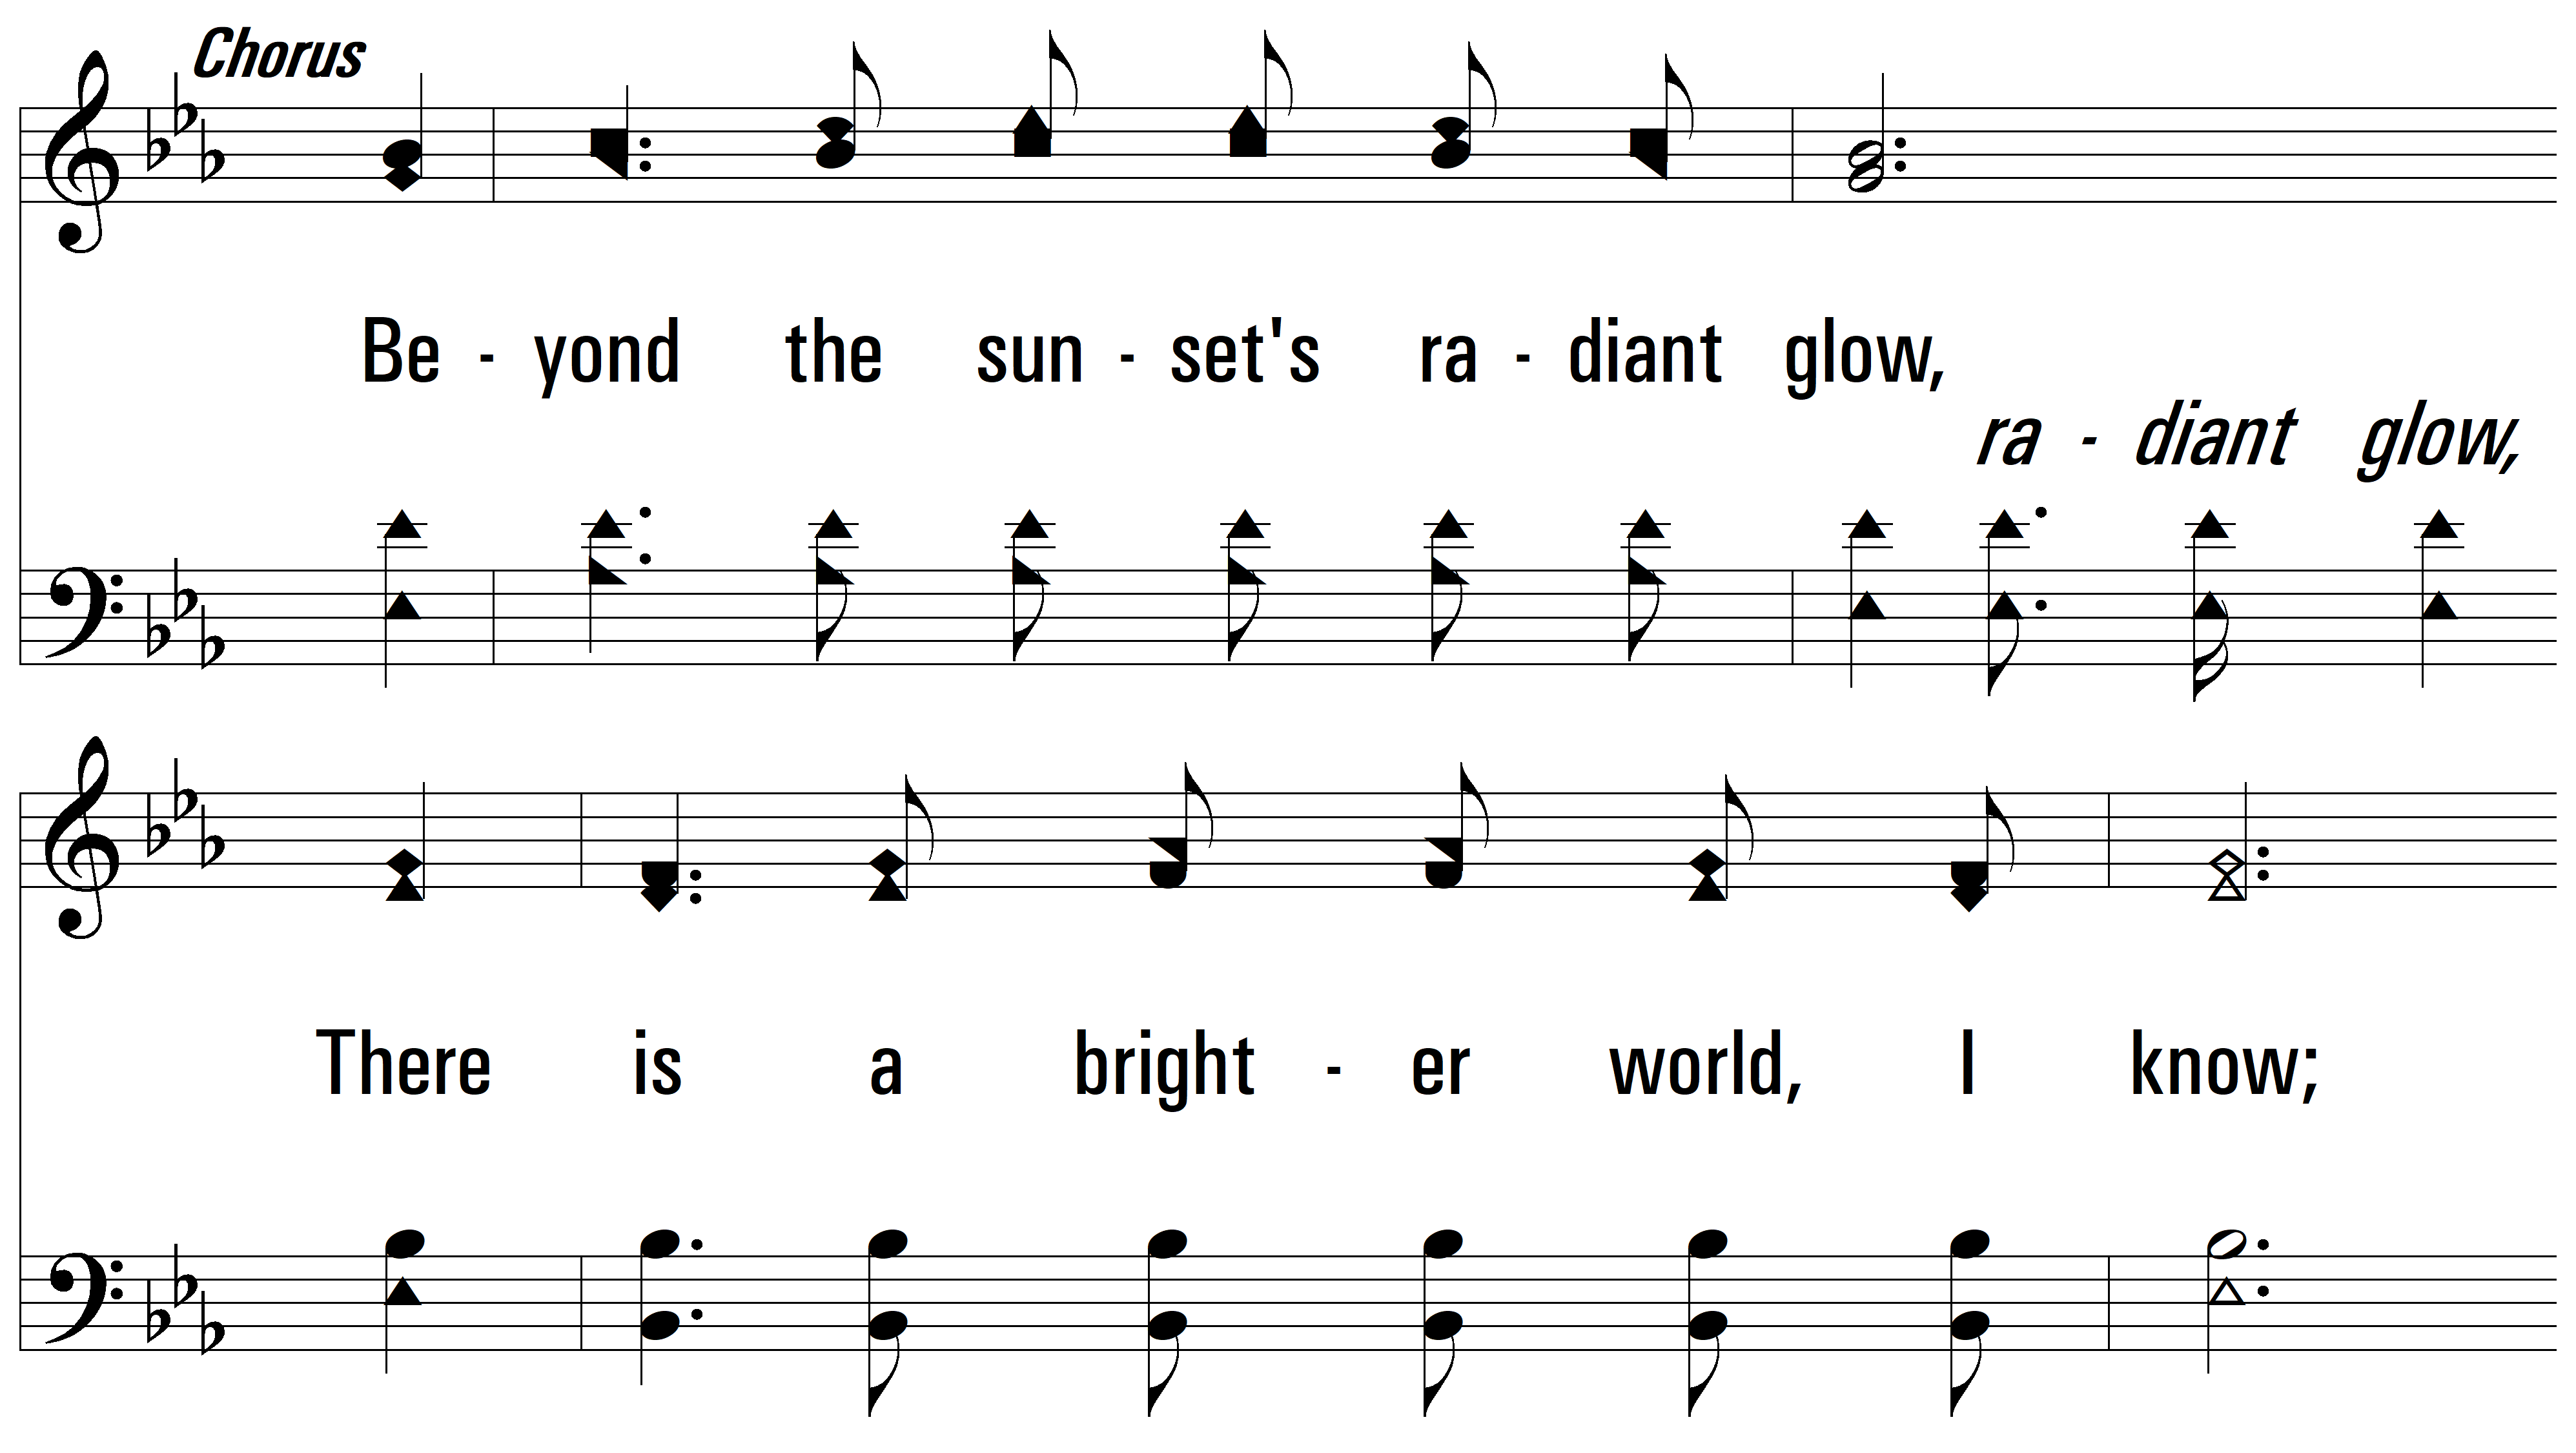 Chorus
Be - yond the sun - set's ra - diant glow,
ra - diant glow,
There is a bright - er world, I know;